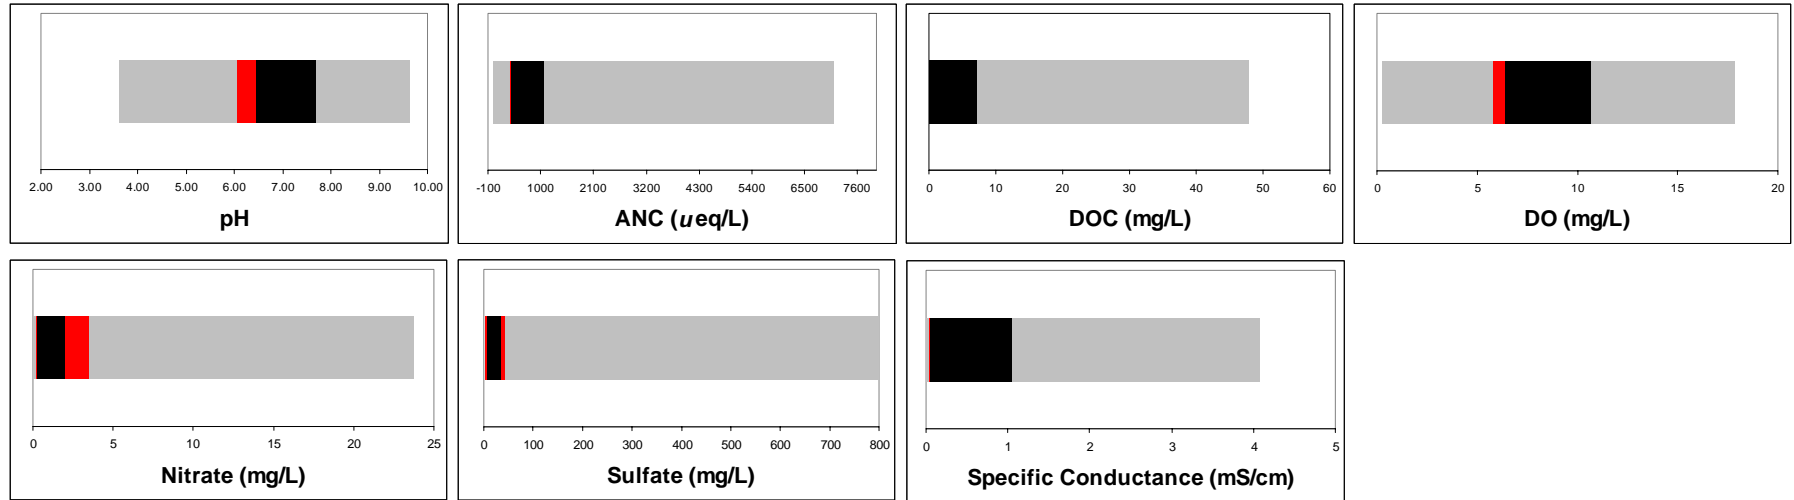 2.00 3.00 4.00 5.00 6.00 7.00 8.00 9.00 10.00
pH
-100 1000 2100 3200 4300 5400 6500 7600
ANC (ueq/L)
0 10 20 30 40 50 60
DOC (mg/L)
0 5 10 15 20
DO (mg/L)
0 5 10 15 20 25
Nitrate (mg/L)
0 100 200 300 400 500 600 700 800
Sulfate (mg/L)
0 1 2 3 4 5
Specific Conductance (mS/cm)